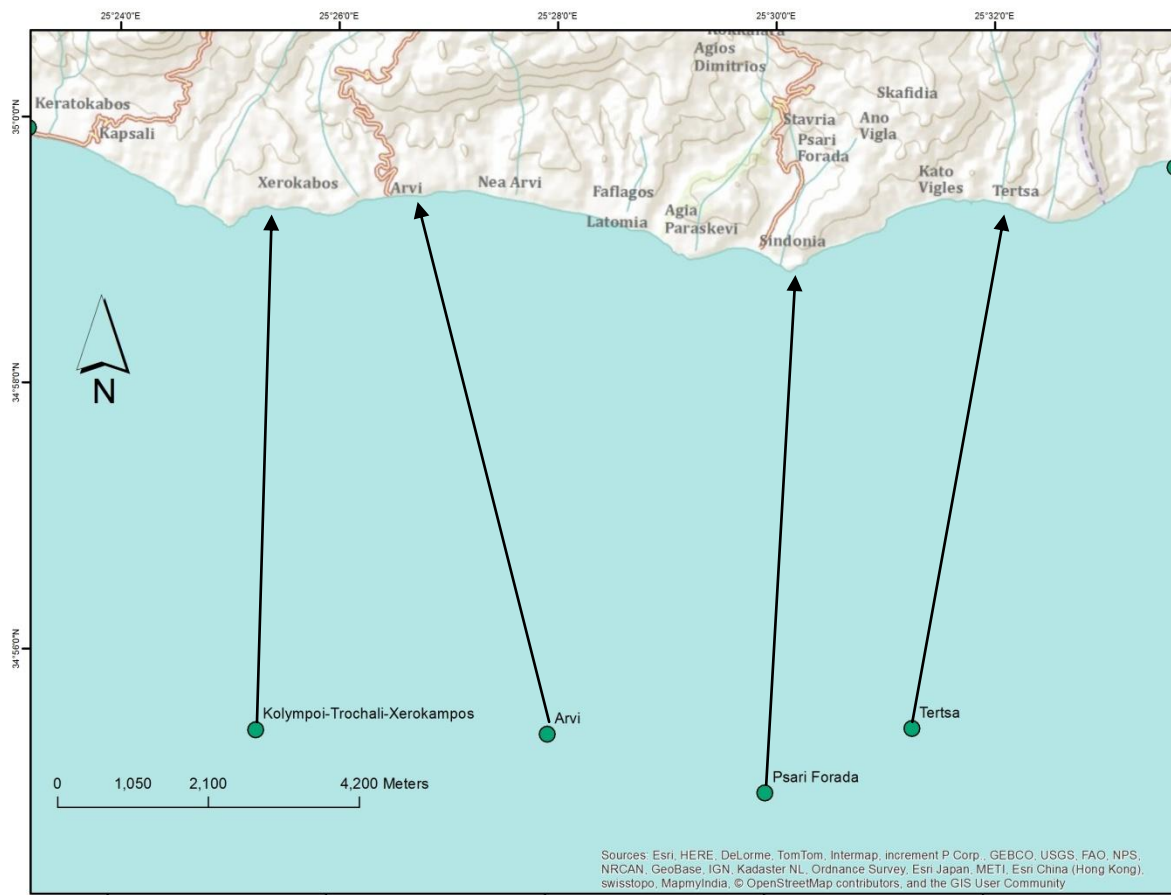 25°24'0"E 25°26'0"E 25°28'0"E 25°30'0"E 25°32'0"E
Agios
Dimitrios
Skafidia
Keratokabos
35°0'0"N
Kapsali
Stavria
Ano
Vigla
Psari
Forada
Kato
Vigles
Xerokabos
Arvi
Nea Arvi
Faflagos
Tertsa
Agia
Paraskevi
Latomia
Sindonia
N
34°58'0"N
34°56'0"N
Kolympoi-Trochali-Xerokampos
Arvi
Tertsa
Psari Forada
0 1,050 2,100 4,200 Meters
Sources: Esri, HERE, DeLorme, TomTom, Intermap, increment P Corp., GEBCO, USGS, FAO, NPS,
NRCAN, GeoBase, IGN, Kadaster NL, Ordnance Survey, Esri Japan, METI, Esri China (Hong Kong),
swisstopo, MapmyIndia, © OpenStreetMap contributors, and the GIS User Community